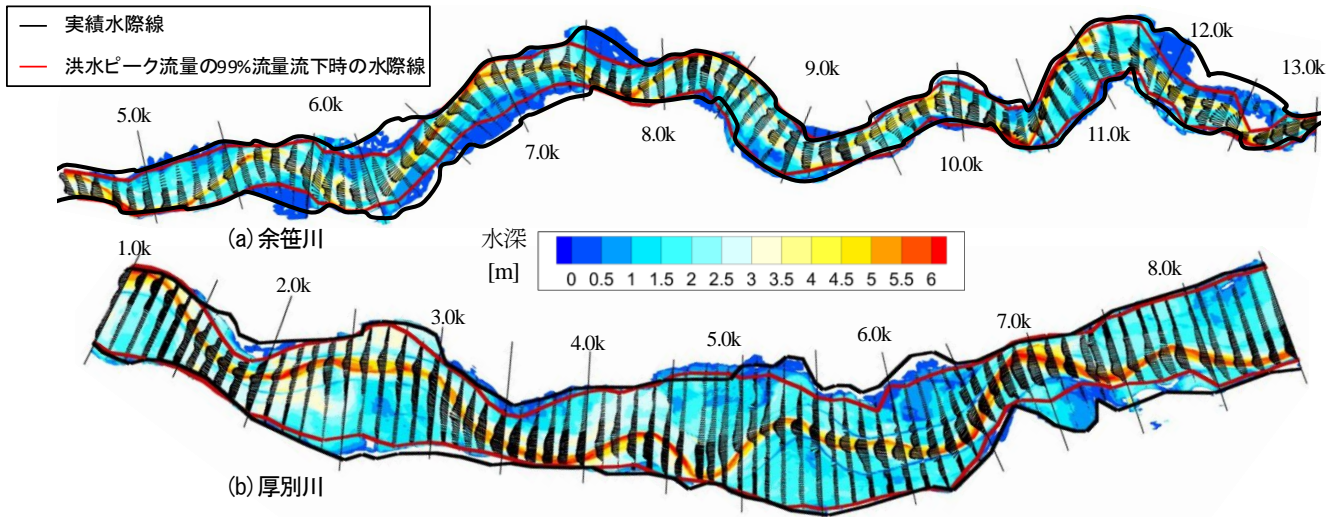 実績水際線
洪水ピーク流量の99%流量流下時の水際線
5.0k
6.0k
7.0k
8.0k
9.0k
10.0k
11.0k
12.0k
13.0k
(a) 余笹川
水深
[m]
0 0.5 1 1.5 2 2.5 3 3.5 4 4.5 5 5.5 6
1.0k
2.0k
3.0k
4.0k
5.0k
6.0k
7.0k
8.0k
(b) 厚別川